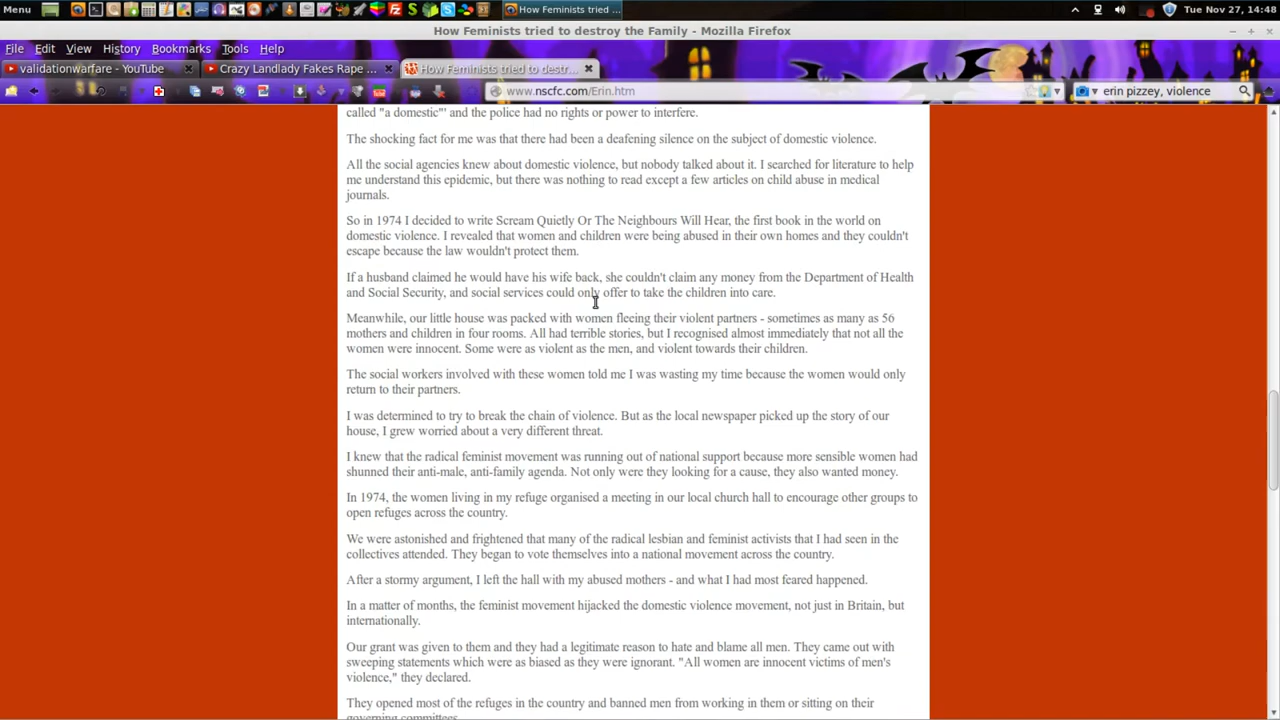 Menu
How Feminists tried ...
Tue Nov 27, 14:48
How Feminists tried to destroy the Family - Mozilla Firefox
File Edit View History Bookmarks Tools Help
validationwarfare - YouTube
Crazy Landlady Fakes Rape ...
How Feminists tried to destr...
www.nscfc.com/Erin.htm
erin pizzey, violence
called "a domestic"' and the police had no rights or power to interfere.
The shocking fact for me was that there had been a deafening silence on the subject of domestic violence.
All the social agencies knew about domestic violence, but nobody talked about it. I searched for literature to help
me understand this epidemic, but there was nothing to read except a few articles on child abuse in medical
journals.
So in 1974 I decided to write Scream Quietly Or The Neighbours Will Hear, the first book in the world on
domestic violence. I revealed that women and children were being abused in their own homes and they couldn't
escape because the law wouldn't protect them.
If a husband claimed he would have his wife back, she couldn't claim any money from the Department of Health
and Social Security, and social services could only offer to take the children into care.
Meanwhile, our little house was packed with women fleeing their violent partners - sometimes as many as 56
mothers and children in four rooms. All had terrible stories, but I recognised almost immediately that not all the
women were innocent. Some were as violent as the men, and violent towards their children.
The social workers involved with these women told me I was wasting my time because the women would only
return to their partners.
I was determined to try to break the chain of violence. But as the local newspaper picked up the story of our
house, I grew worried about a very different threat.
I knew that the radical feminist movement was running out of national support because more sensible women had
shunned their anti-male, anti-family agenda. Not only were they looking for a cause, they also wanted money.
In 1974, the women living in my refuge organised a meeting in our local church hall to encourage other groups to
open refuges across the country.
We were astonished and frightened that many of the radical lesbian and feminist activists that I had seen in the
collectives attended. They began to vote themselves into a national movement across the country.
After a stormy argument, I left the hall with my abused mothers - and what I had most feared happened.
In a matter of months, the feminist movement hijacked the domestic violence movement, not just in Britain, but
internationally.
Our grant was given to them and they had a legitimate reason to hate and blame all men. They came out with
sweeping statements which were as biased as they were ignorant. "All women are innocent victims of men's
violence," they declared.
They opened most of the refuges in the country and banned men from working in them or sitting on their
governing committees.